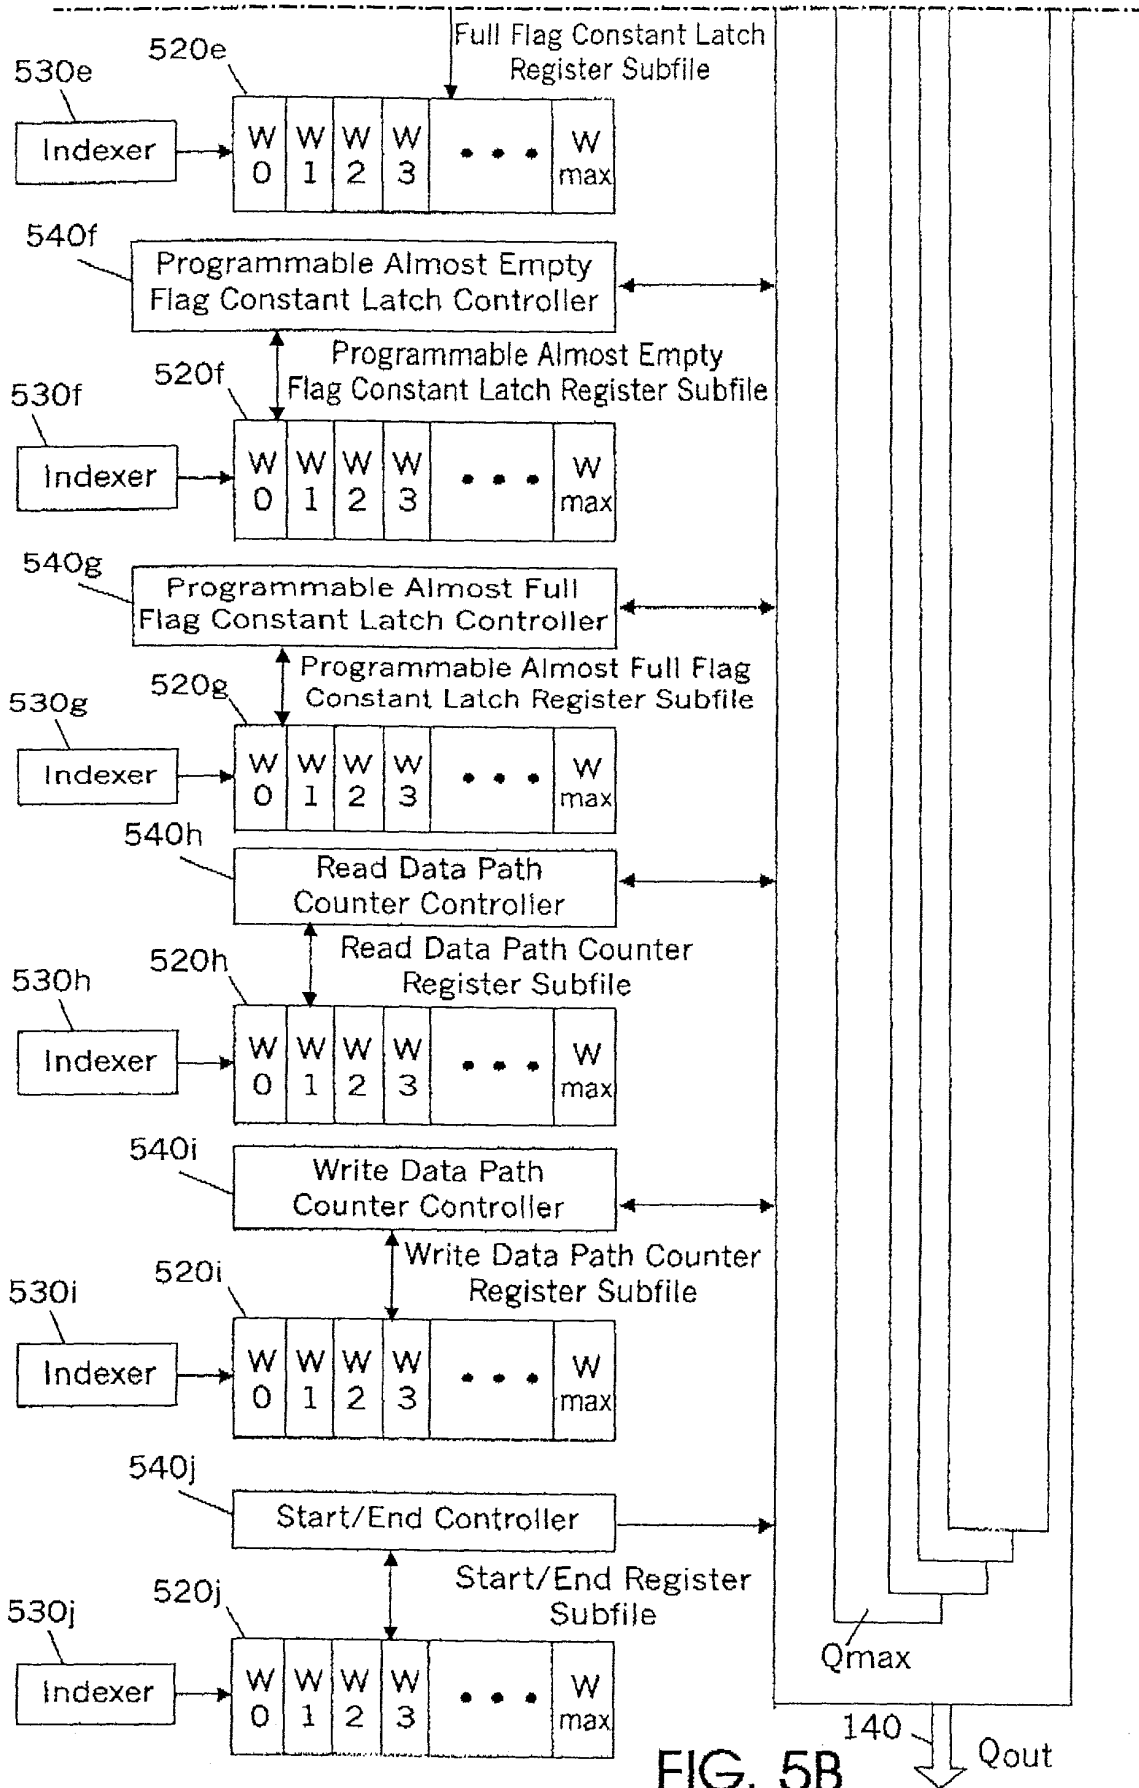 Full Flag Constant Latch
Register Subfile
520e
530e
Indexer
W W W W W
0 1 2 3 • • • max
540f
Programmable Almost Empty
Flag Constant Latch Controller
Programmable Almost Empty
Flag Constant Latch Register Subfile
520f
530f
Indexer
W W W W W
0 1 2 3 • • • max
540g
Programmable Almost Full
Flag Constant Latch Controller
Programmable Almost Full Flag
Constant Latch Register Subfile
520g
530g
Indexer
W W W W W
0 1 2 3 • • • max
540h
Read Data Path
Counter Controller
Read Data Path Counter
Register Subfile
520h
530h
Indexer
W W W W W
0 1 2 3 • • • max
540i
Write Data Path
Counter Controller
Write Data Path Counter
Register Subfile
520i
530i
Indexer
W W W W W
0 1 2 3 • • • max
540j
Start/End Controller
Start/End Register
Subfile
520j
530j
Indexer
W W W W W
0 1 2 3 • • • max
Qmax
140
Qout
FIG. 5B